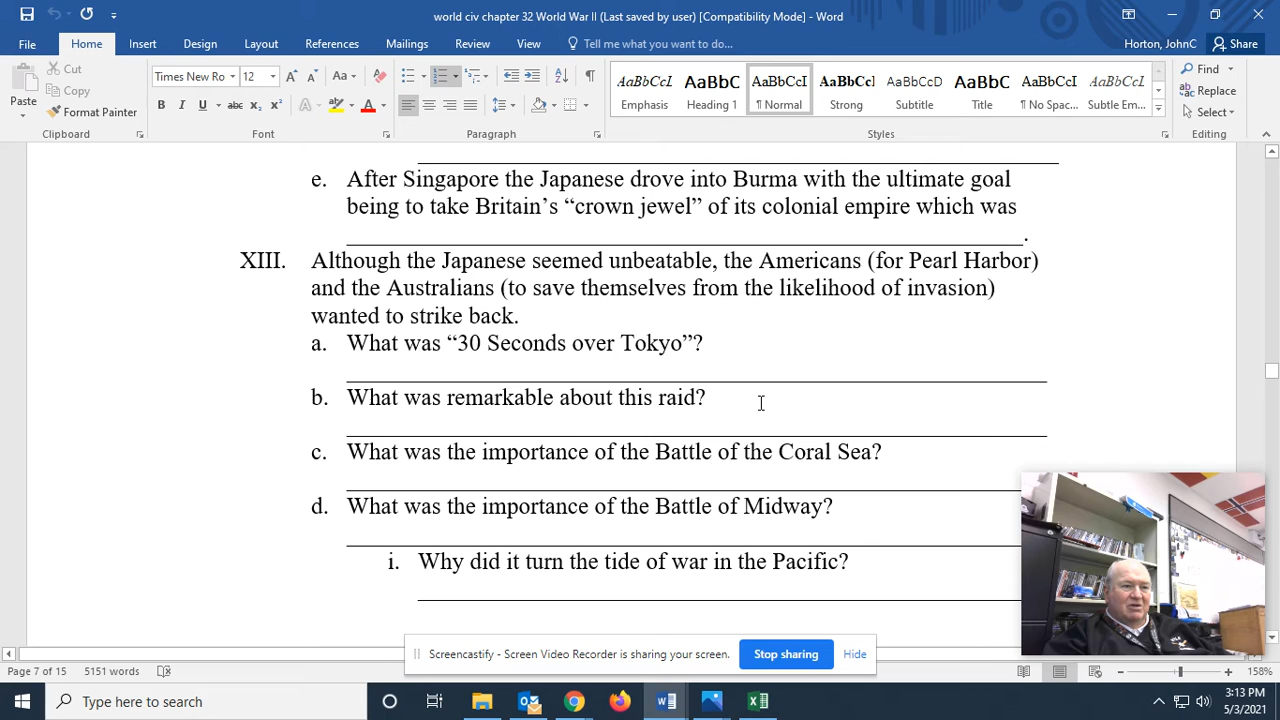 world civ chapter 32 World War II (Last saved by user) [Compatibility Mode] - Word
File Home Insert Design Layout References Mailings Review View Tell me what you want to do... Horton, JohnC Share
Paste Cut Copy Format Painter
Times New Ro 12 Aa
AaBbCcI AaBbC AaBbCcI AaBbCcI AaBbCcD AaBbC AaBbCcI AaBbCcI
Emphasis Heading 1 ¶ Normal Strong Subtitle Title ¶ No Spac... Subtle Em...
Find Replace Select
Clipboard Font Paragraph Styles Editing
e. After Singapore the Japanese drove into Burma with the ultimate goal
being to take Britain’s “crown jewel” of its colonial empire which was
.
XIII. Although the Japanese seemed unbeatable, the Americans (for Pearl Harbor)
and the Australians (to save themselves from the likelihood of invasion)
wanted to strike back.
a. What was “30 Seconds over Tokyo”?
b. What was remarkable about this raid?
c. What was the importance of the Battle of the Coral Sea?
d. What was the importance of the Battle of Midway?
i. Why did it turn the tide of war in the Pacific?
Screencastify - Screen Video Recorder is sharing your screen. Stop sharing Hide
Page 7 of 15 5151 words 158%
Type here to search
3:13 PM
5/3/2021